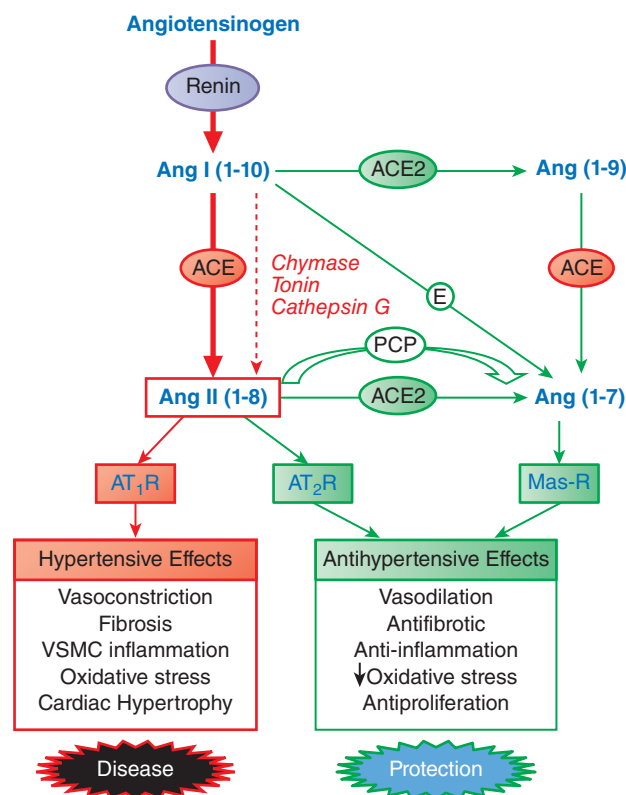 Angiotensinogen
Renin
Ang I (1-10)
ACE2
Ang (1-9)
ACE
Chymase
Tonin
Cathepsin G
E
ACE
PCP
Ang II (1-8)
ACE2
Ang (1-7)
AT₁R
AT₂R
Mas-R
Hypertensive Effects
Vasoconstriction
Fibrosis
VSMC inflammation
Oxidative stress
Cardiac Hypertrophy
Antihypertensive Effects
Vasodilation
Antifibrotic
Anti-inflammation
↓Oxidative stress
Antiproliferation
Disease
Protection